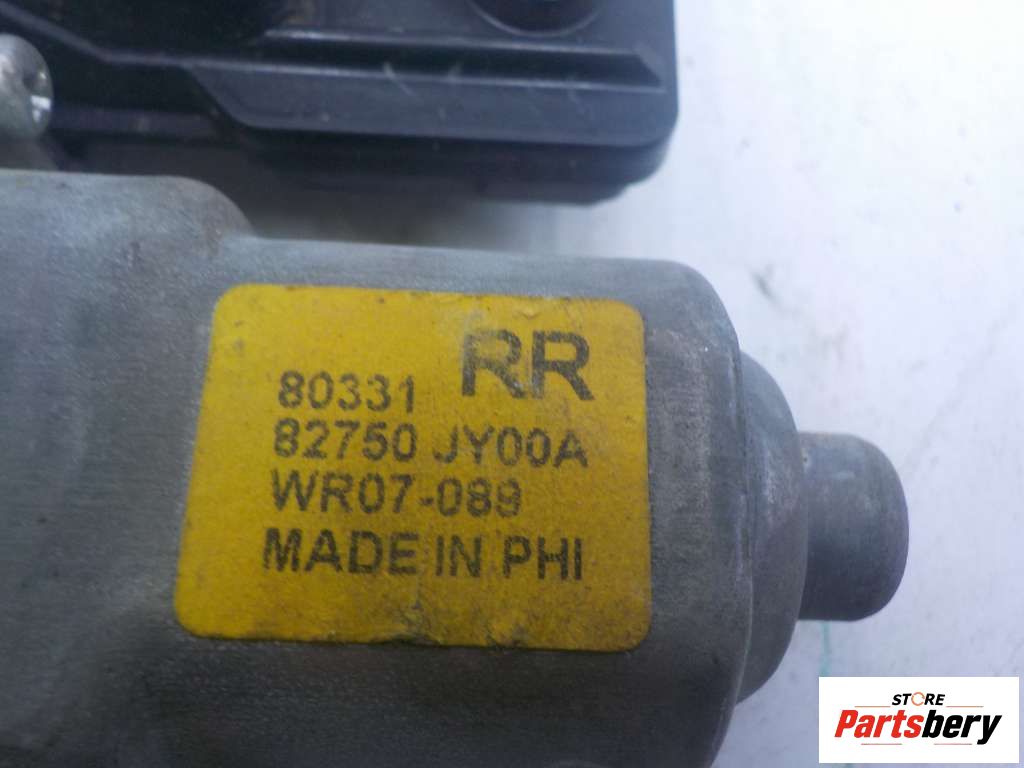 RR
80331
82750 JY00A
WR07-089
MADE IN PHI
STORE
Partsbery